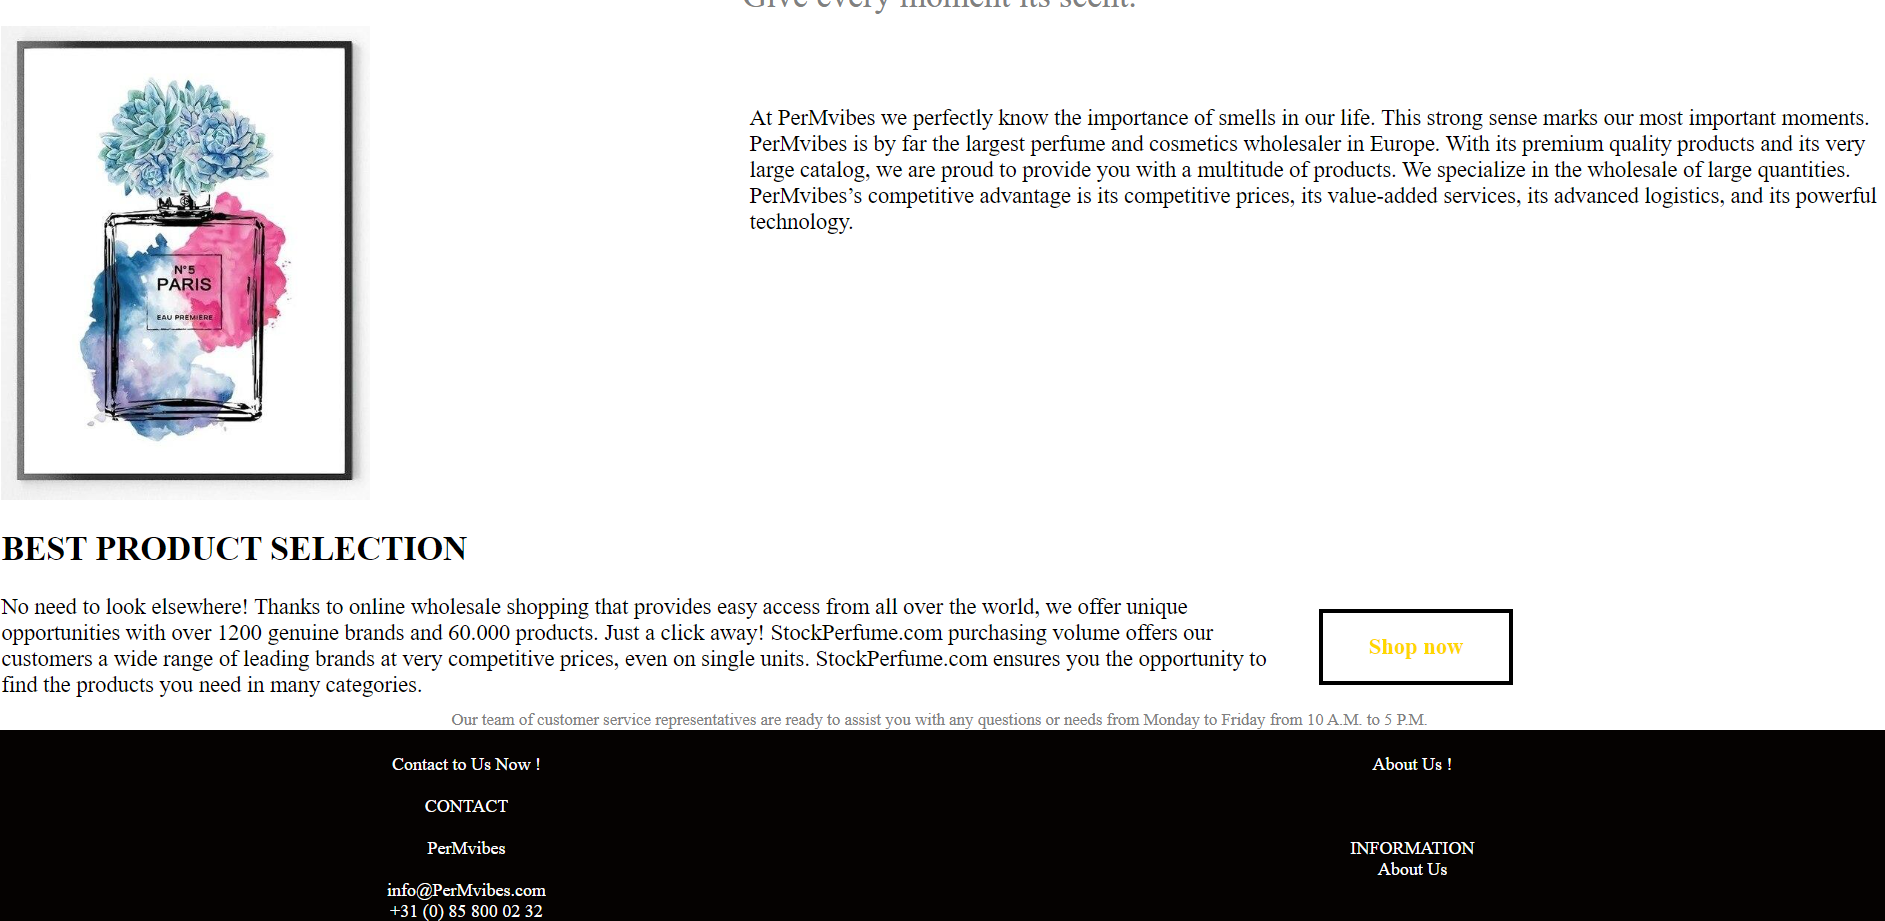 Give every moment its scent.
N°5
PARIS
EAU PREMIERE
At PerMvibes we perfectly know the importance of smells in our life. This strong sense marks our most important moments.
PerMvibes is by far the largest perfume and cosmetics wholesaler in Europe. With its premium quality products and its very
large catalog, we are proud to provide you with a multitude of products. We specialize in the wholesale of large quantities.
PerMvibes’s competitive advantage is its competitive prices, its value-added services, its advanced logistics, and its powerful
technology.
BEST PRODUCT SELECTION
No need to look elsewhere! Thanks to online wholesale shopping that provides easy access from all over the world, we offer unique
opportunities with over 1200 genuine brands and 60.000 products. Just a click away! StockPerfume.com purchasing volume offers our
customers a wide range of leading brands at very competitive prices, even on single units. StockPerfume.com ensures you the opportunity to
find the products you need in many categories.
Shop now
Our team of customer service representatives are ready to assist you with any questions or needs from Monday to Friday from 10 A.M. to 5 P.M.
Contact to Us Now !
CONTACT
PerMvibes
info@PerMvibes.com
+31 (0) 85 800 02 32
About Us !
INFORMATION
About Us